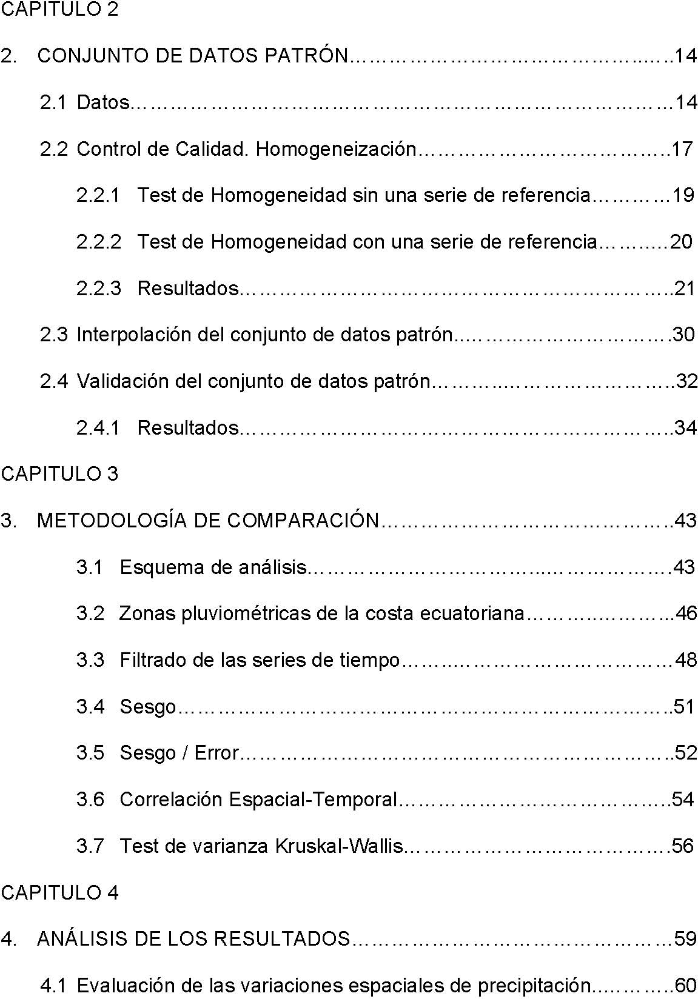 CAPITULO 2
2. CONJUNTO DE DATOS PATRÓN……………………………………..…..14
2.1 Datos………………………………………………………………………14
2.2 Control de Calidad. Homogeneización………………………………..17
2.2.1 Test de Homogeneidad sin una serie de referencia…………19
2.2.2 Test de Homogeneidad con una serie de referencia……..…20
2.2.3 Resultados………………………………………………………..21
2.3 Interpolación del conjunto de datos patrón..………………………….30
2.4 Validación del conjunto de datos patrón………..……………………..32
2.4.1 Resultados………………………………………………………..34
CAPITULO 3
3. METODOLOGÍA DE COMPARACIÓN……………………………………..43
3.1 Esquema de análisis……………………………..……………….43
3.2 Zonas pluviométricas de la costa ecuatoriana………..………...46
3.3 Filtrado de las series de tiempo……..……………………………48
3.4 Sesgo………………………………………………………………..51
3.5 Sesgo / Error………………………………………………………..52
3.6 Correlación Espacial-Temporal…………………………………..54
3.7 Test de varianza Kruskal-Wallis………………………………….56
CAPITULO 4
4. ANÁLISIS DE LOS RESULTADOS…………………………………………59
4.1 Evaluación de las variaciones espaciales de precipitación..………..60